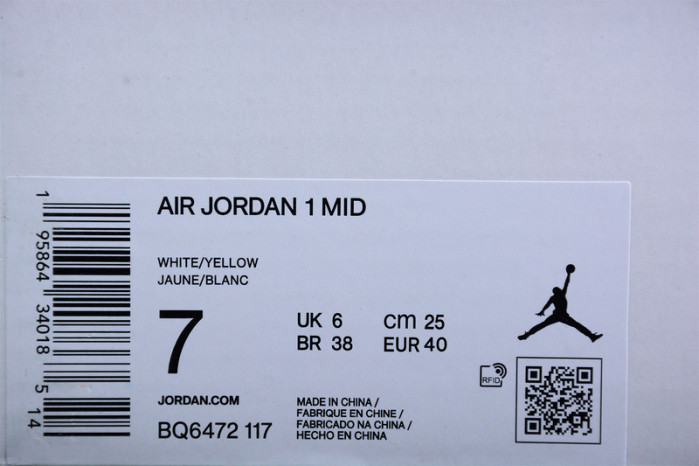 AIR JORDAN 1 MID
WHITE/YELLOW
JAUNE/BLANC
7
UK 6 cm 25
BR 38 EUR 40
RFID
JORDAN.COM
BQ6472 117
MADE IN CHINA /
FABRIQUE EN CHINE /
FABRICADO NA CHINA /
HECHO EN CHINA
1 95864 34018 5 14